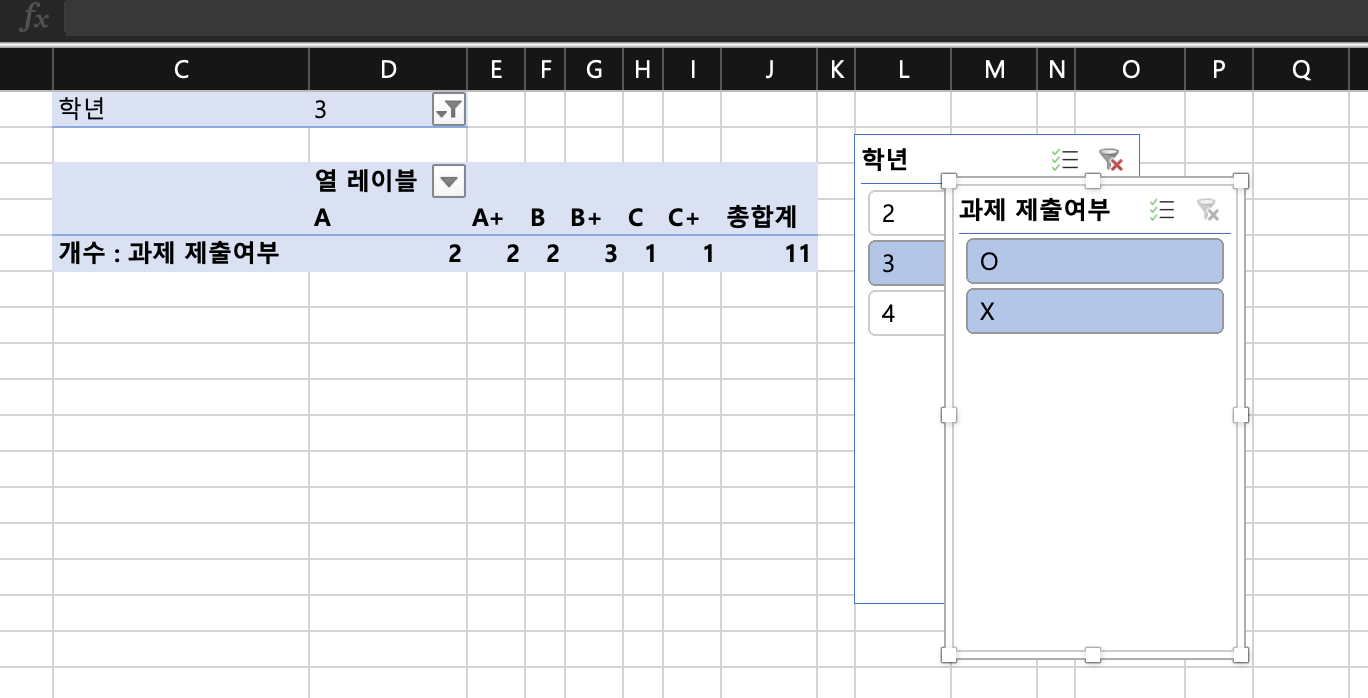 fx
C D E F G H I J K L M N O P Q
학년 3
열 레이블
A A+ B B+ C C+ 총합계
개수 : 과제 제출여부 2 2 2 3 1 1 11
학년
2
3
4
과제 제출여부
O
X